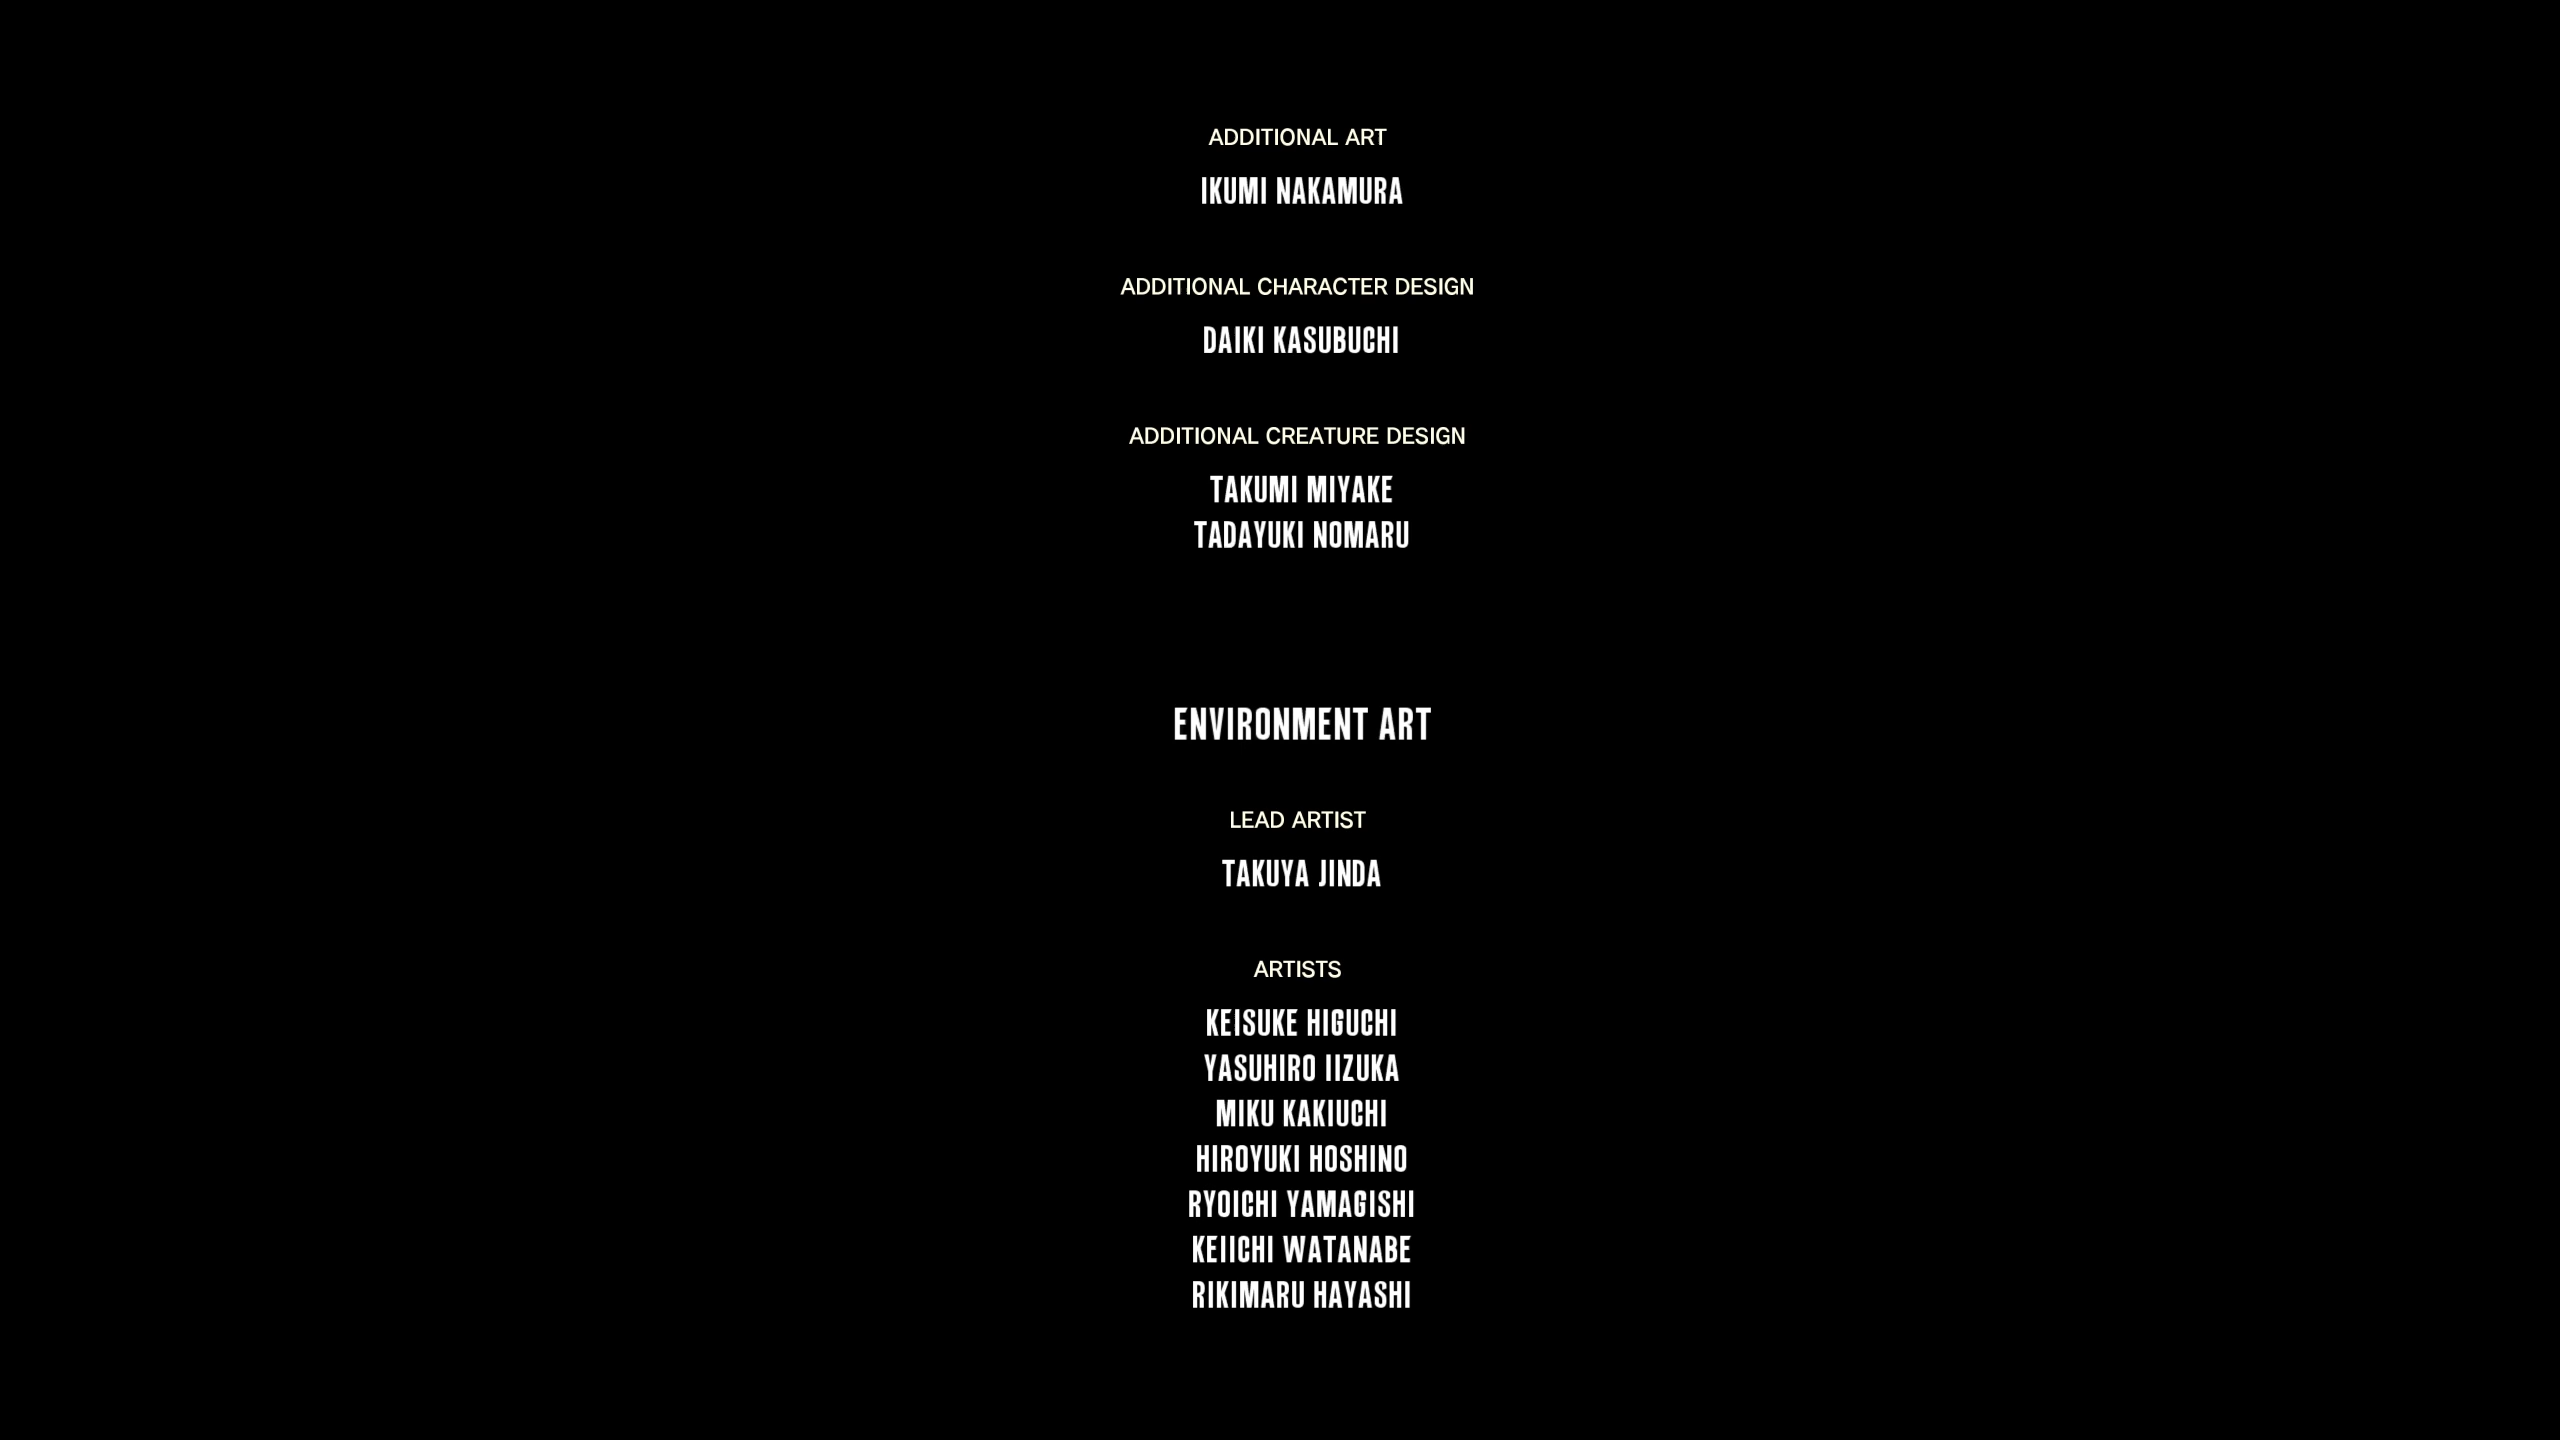 ADDITIONAL ART
IKUMI NAKAMURA
ADDITIONAL CHARACTER DESIGN
DAIKI KASUBUCHI
ADDITIONAL CREATURE DESIGN
TAKUMI MIYAKE
TADAYUKI NOMARU
ENVIRONMENT ART
LEAD ARTIST
TAKUYA JINDA
ARTISTS
KEISUKE HIGUCHI
YASUHIRO IIZUKA
MIKU KAKIUCHI
HIROYUKI HOSHINO
RYOICHI YAMAGISHI
KEIICHI WATANABE
RIKIMARU HAYASHI